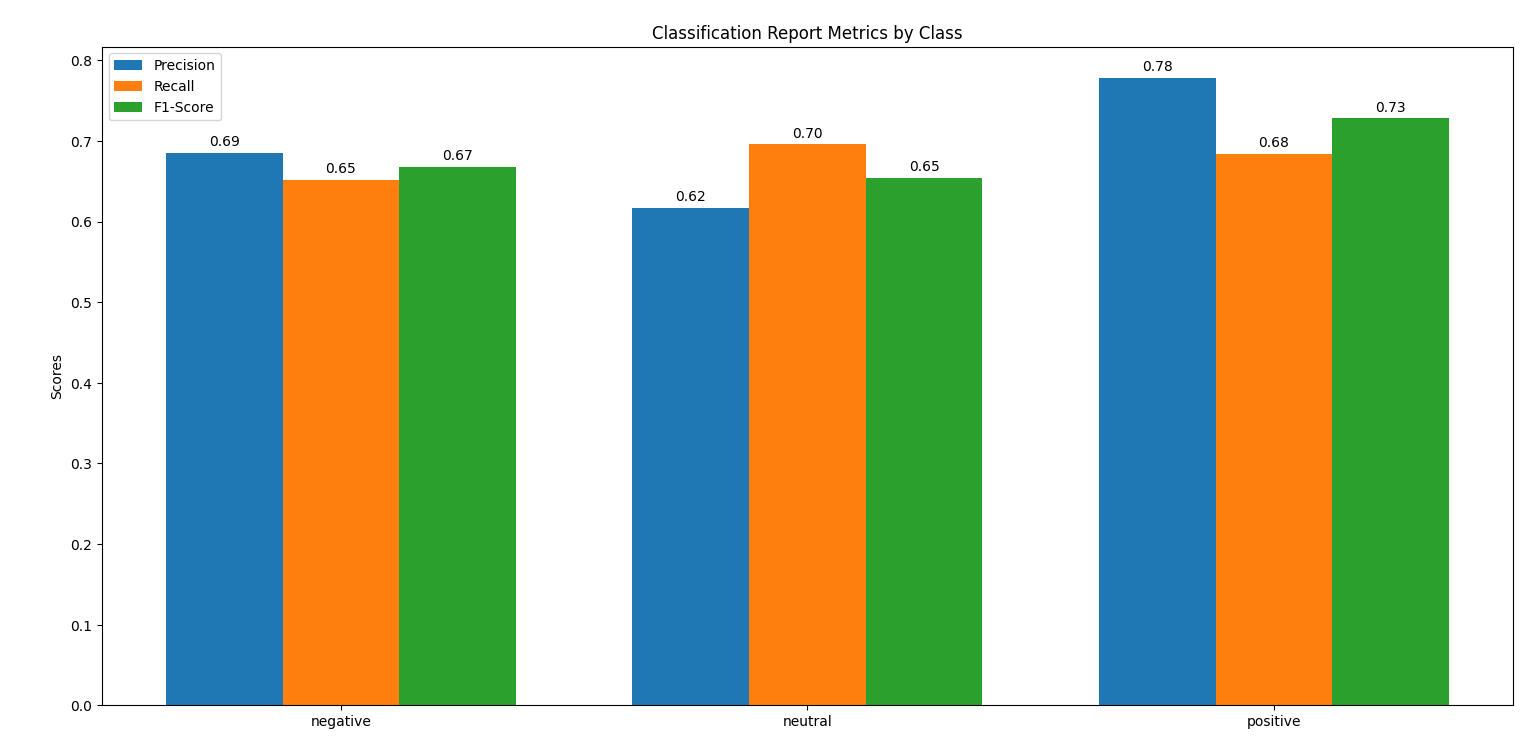 Classification Report Metrics by Class
Precision
Recall
F1-Score
Scores
0.8
0.7
0.6
0.5
0.4
0.3
0.2
0.1
0.0
0.69
0.65
0.67
0.62
0.70
0.65
0.78
0.68
0.73
negative
neutral
positive